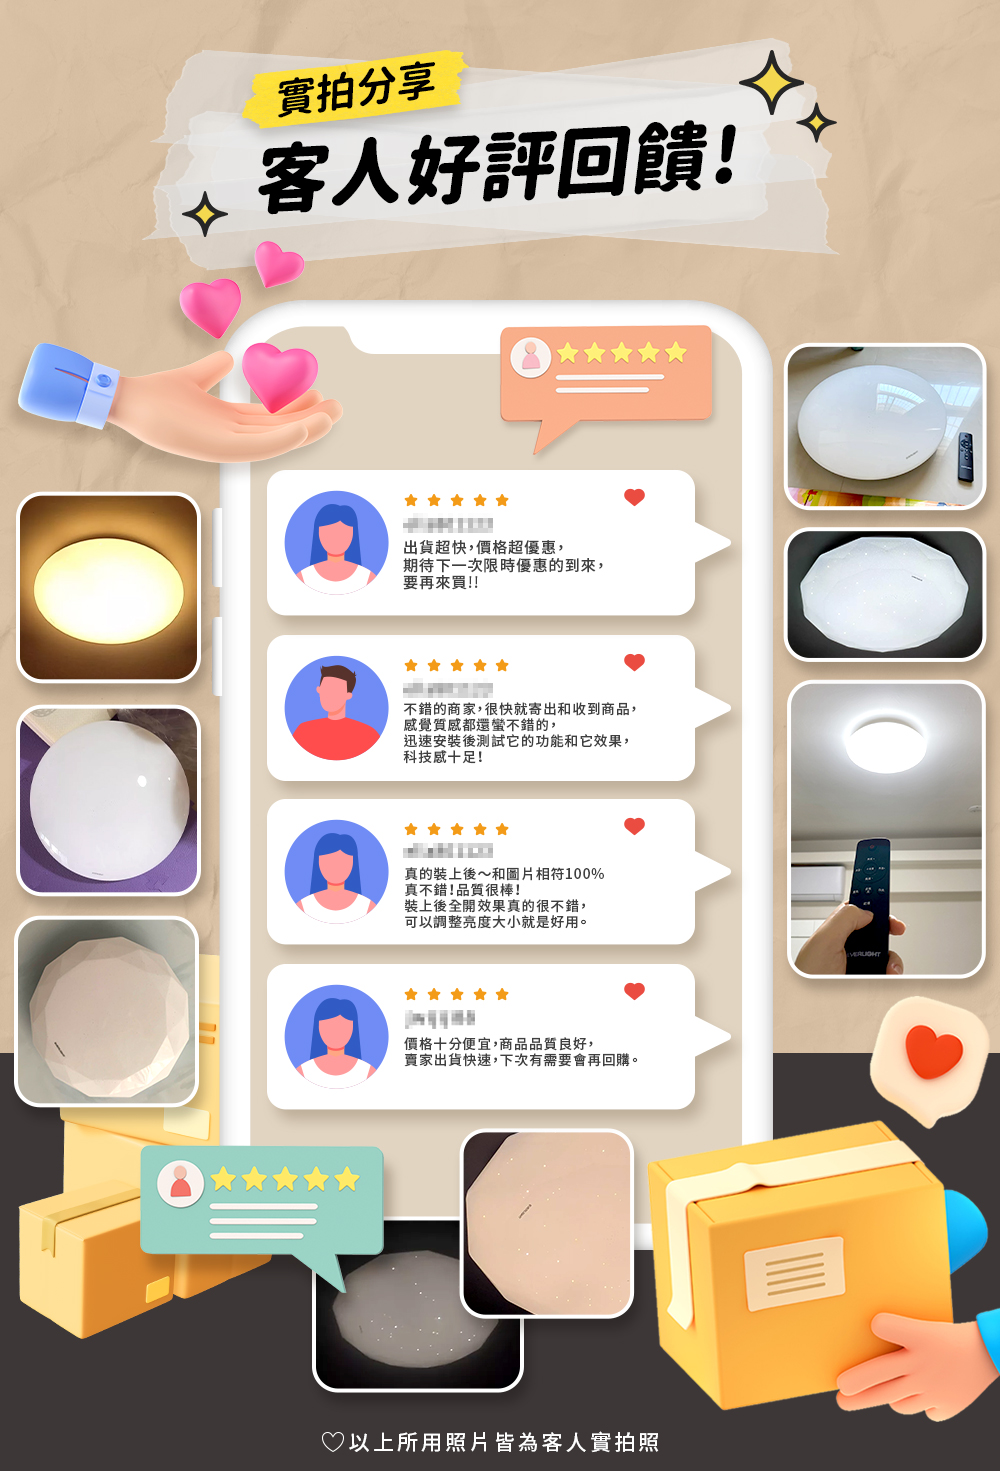 實拍分享
客人好評回饋!
出貨超快,價格超優惠,
期待下一次限時優惠的到來,
要再來買!!
不錯的商家,很快就寄出和收到商品,
感覺質感都還蠻不錯的,
迅速安裝後測試它的功能和它效果,
科技感十足!
真的裝上後～和圖片相符100%
真不錯!品質很棒!
裝上後全開效果真的很不錯,
可以調整亮度大小就是好用。
價格十分便宜,商品品質良好,
賣家出貨快速,下次有需要會再回購。
EVERLIGHT
♡以上所用照片皆為客人實拍照